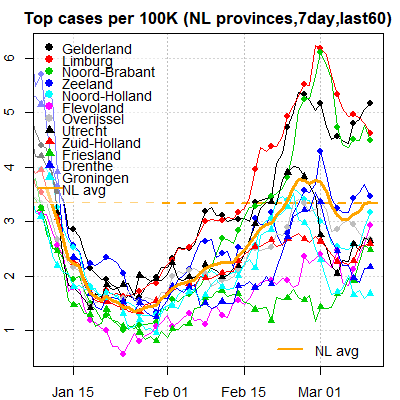 Top cases per 100K (NL provinces,7day,last60)
6
5
4
3
2
1
Gelderland
Limburg
Noord-Brabant
Zeeland
Noord-Holland
Flevoland
Overijssel
Utrecht
Zuid-Holland
Friesland
Drenthe
Groningen
NL avg
NL avg
Jan 15
Feb 01
Feb 15
Mar 01